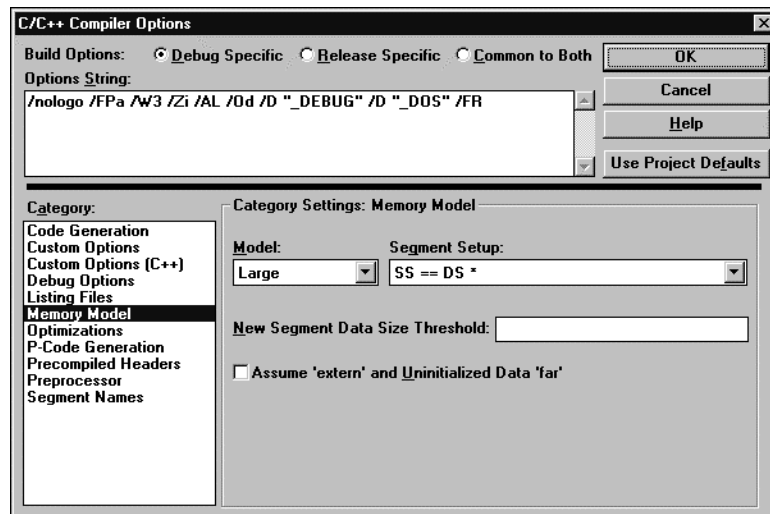 C/C++ Compiler Options
Build Options: Debug Specific Release Specific Common to Both
OK
Options String:
/nologo /FPa /W3 /Zi /AL /Od /D "_DEBUG" /D "_DOS" /FR
Cancel
Help
Use Project Defaults
Category:
Code Generation
Custom Options
Custom Options (C++)
Debug Options
Listing Files
Memory Model
Optimizations
P-Code Generation
Precompiled Headers
Preprocessor
Segment Names
Category Settings: Memory Model
Model: Segment Setup:
Large SS == DS *
New Segment Data Size Threshold:
Assume 'extern' and Uninitialized Data 'far'